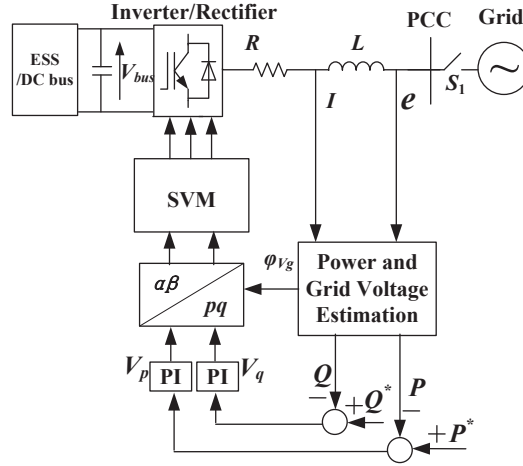 Inverter/Rectifier
PCC
Grid
ESS
/DC bus
V_bus
R
L
S_1
I
e
SVM
φ_Vg
αβ
pq
Power and
Grid Voltage
Estimation
V_p
PI
PI
V_q
Q
P
−
+Q^*
−
+P^*